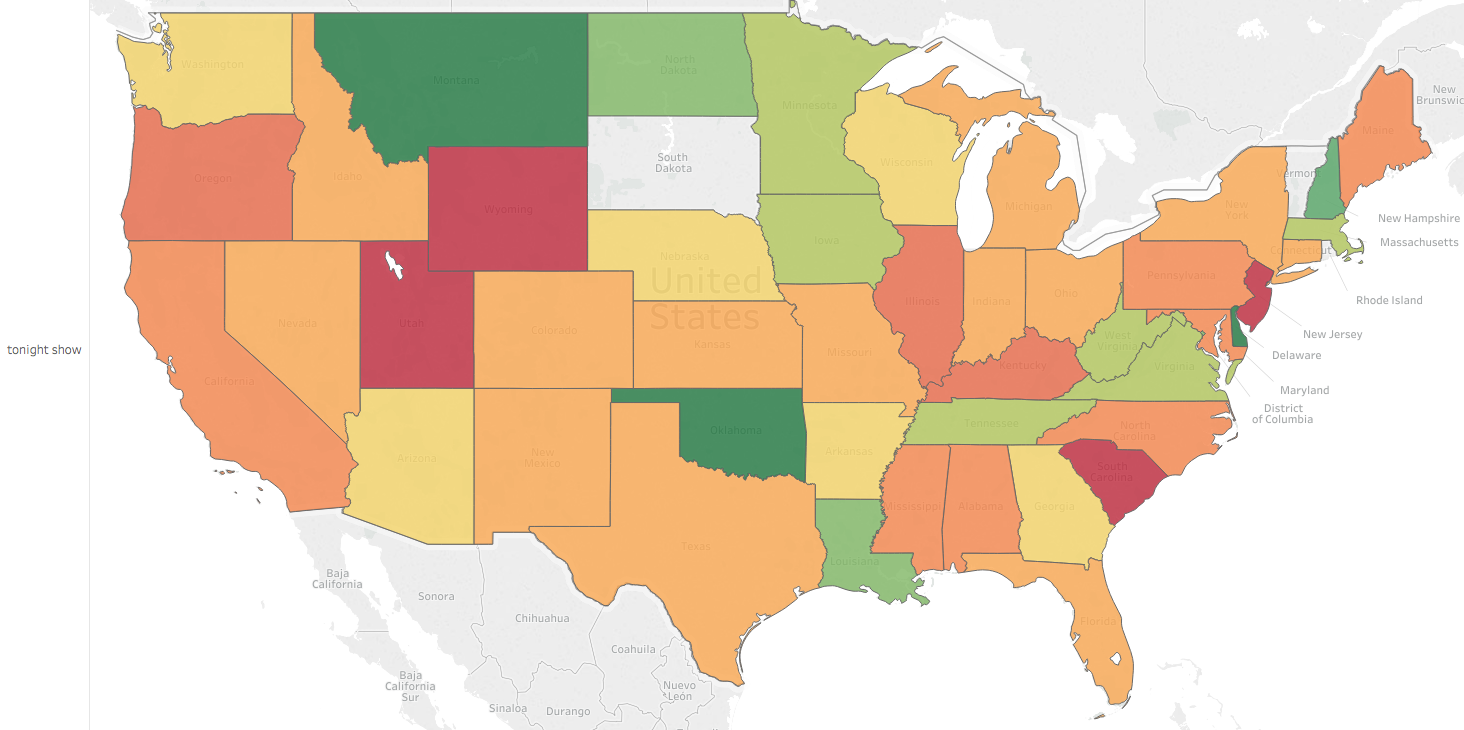 Washington
Montana
North
Dakota
Minnesota
Maine
New
Brunswic
Oregon
Idaho
South
Dakota
Wisconsin
Vermon
Wyoming
Michigan
New
York
New Hampshire
Massachusetts
Iowa
Nebraska
Connecticut
United
States
Pennsylvania
Rhode Island
Nevada
Utah
Colorado
Kansas
Illinois
Indiana
Ohio
New Jersey
tonight show
West
Virginia
Missouri
Delaware
California
Kentucky
Virginia
Maryland
District
of Columbia
Arizona
New
Mexico
Oklahoma
Arkansas
Tennessee
North
Carolina
South
Carolina
Mississippi
Alabama
Georgia
Texas
Louisiana
Baja
California
Sonora
Chihuahua
Florida
Coahuila
Baja
California
Sur
Nuevo
León
Sinaloa
Durango